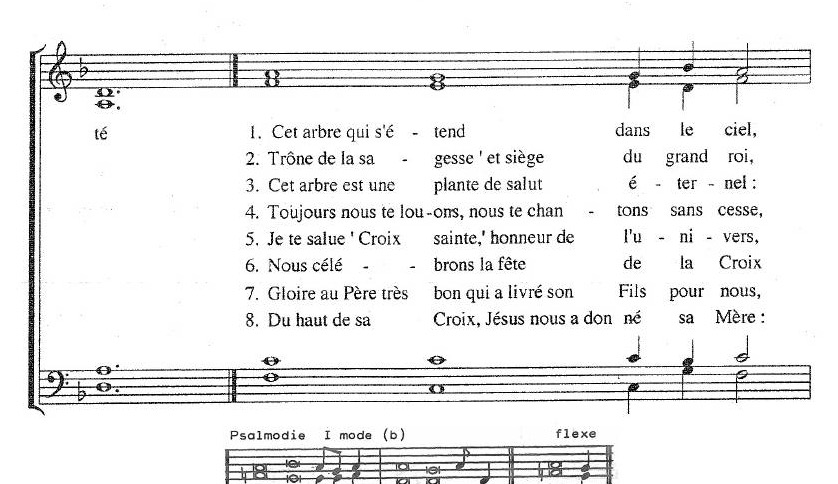 té 1. Cet arbre qui s'é - tend dans le ciel,
2. Trône de la sa - gesse ' et siège du grand roi,
3. Cet arbre est une plante de salut é - ter - nel :
4. Toujours nous te lou-ons, nous te chan - tons sans cesse,
5. Je te salue ' Croix sainte,' honneur de l'u - ni - vers,
6. Nous célé - - brons la fête de la Croix
7. Gloire au Père très bon qui a livré son Fils pour nous,
8. Du haut de sa Croix, Jésus nous a don né sa Mère :
Psalmodie I mode (b) flexe